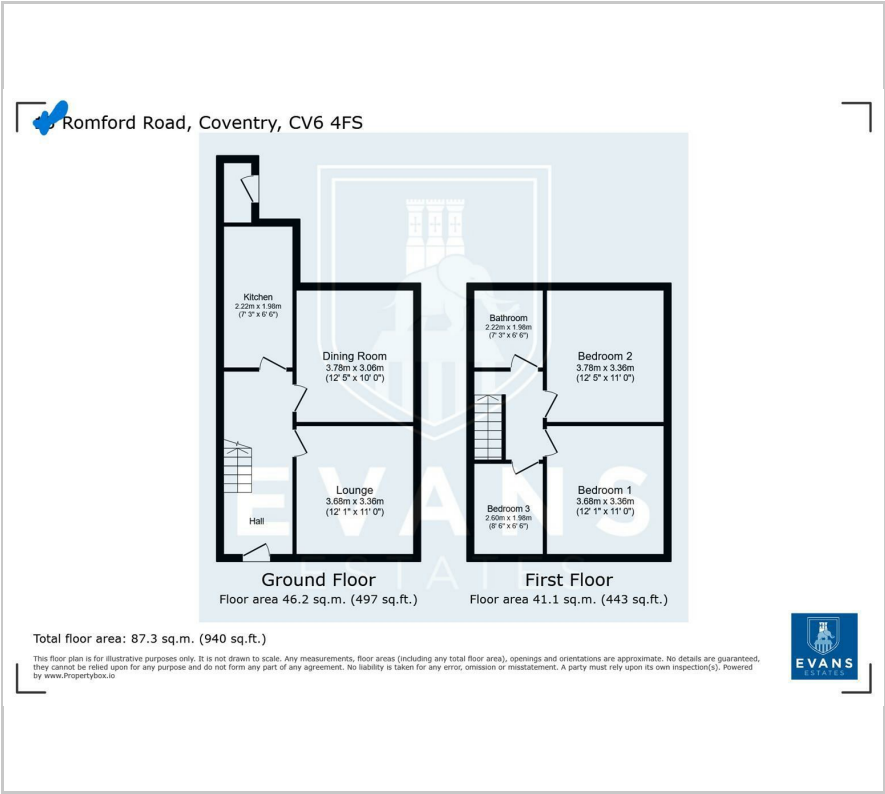 Romford Road, Coventry, CV6 4FS
Kitchen
2.22m x 1.98m
(7' 3" x 6' 6")
Dining Room
3.78m x 3.06m
(12' 5" x 10' 0")
Lounge
3.68m x 3.36m
(12' 1" x 11' 0")
Hall
Bathroom
2.22m x 1.98m
(7' 3" x 6' 6")
Bedroom 2
3.78m x 3.36m
(12' 5" x 11' 0")
Bedroom 1
3.68m x 3.36m
(12' 1" x 11' 0")
Bedroom 3
2.60m x 1.98m
(8' 6" x 6' 6")
EVANS
ESTATES
Ground Floor
Floor area 46.2 sq.m. (497 sq.ft.)
First Floor
Floor area 41.1 sq.m. (443 sq.ft.)
Total floor area: 87.3 sq.m. (940 sq.ft.)
This floor plan is for illustrative purposes only. It is not drawn to scale. Any measurements, floor areas (including any total floor area), openings and orientations are approximate. No details are guaranteed,
they cannot be relied upon for any purpose and do not form any part of any agreement. No liability is taken for any error, omission or misstatement. A party must rely upon its own inspection(s). Powered
by www.Propertybox.io
EVANS
ESTATES